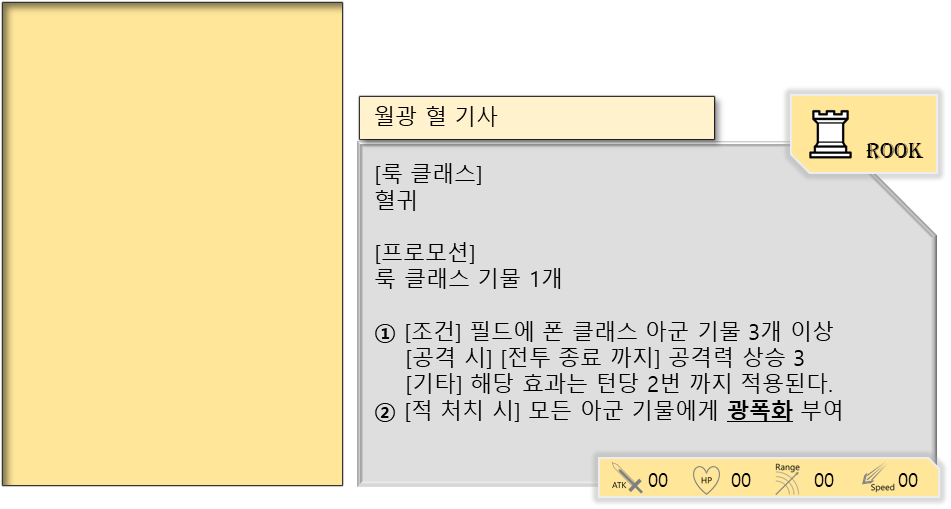 월광 혈 기사
ROOK
[룩 클래스]
혈귀
[프로모션]
룩 클래스 기물 1개
① [조건] 필드에 폰 클래스 아군 기물 3개 이상
[공격 시] [전투 종료 까지] 공격력 상승 3
[기타] 해당 효과는 턴당 2번 까지 적용된다.
② [적 처치 시] 모든 아군 기물에게 광폭화 부여
ATK 00 HP 00 Range 00 Speed 00